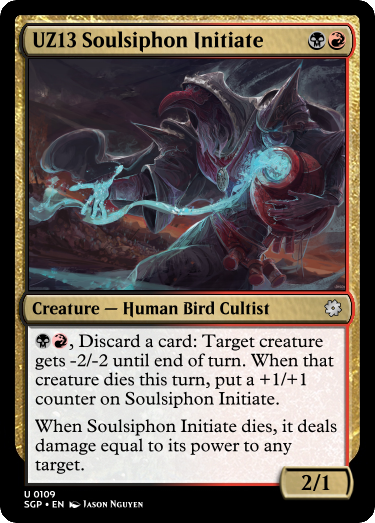 UZ13 Soulsiphon Initiate
Creature — Human Bird Cultist
, Discard a card: Target creature
gets -2/-2 until end of turn. When that
creature dies this turn, put a +1/+1
counter on Soulsiphon Initiate.
When Soulsiphon Initiate dies, it deals
damage equal to its power to any
target.
2/1
U 0109
SGP • EN Jason Nguyen